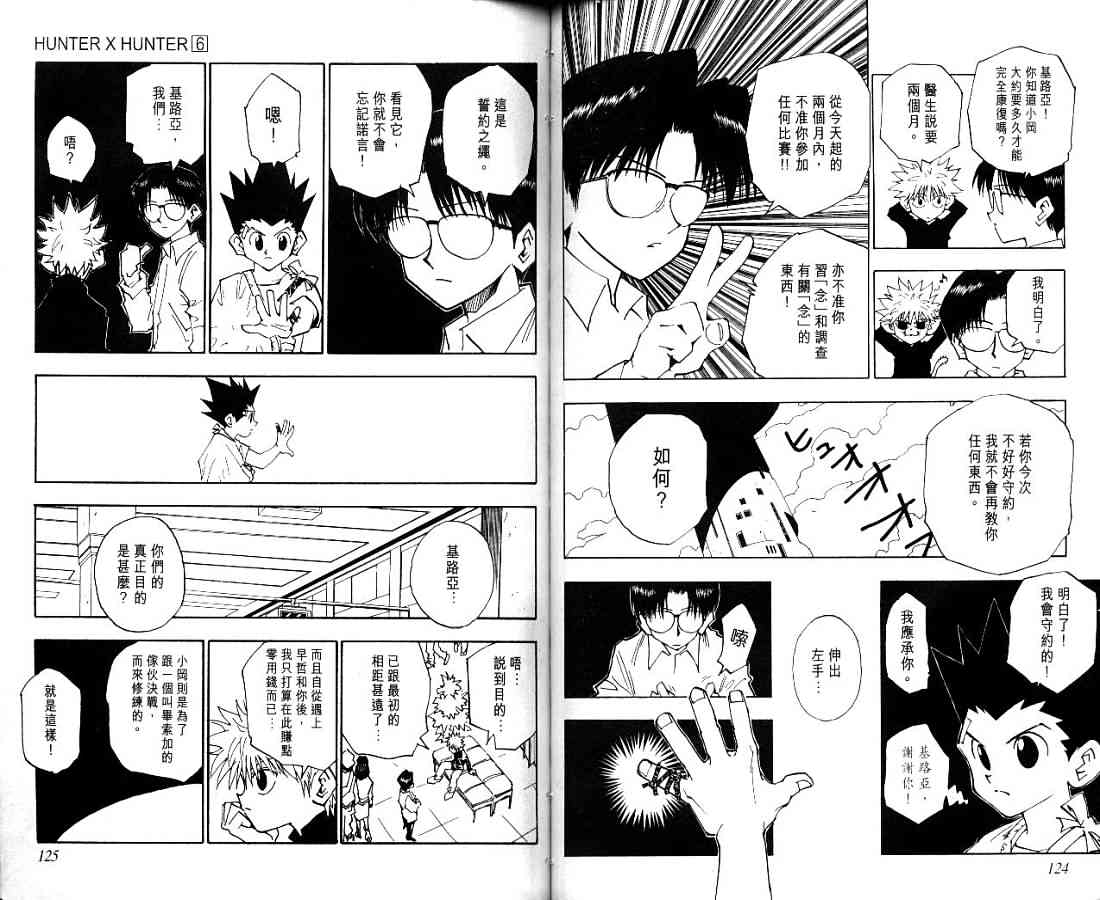 基路亞！
你知道小岡
大約要多久才能
完全康復嗎？
醫生說要
兩個月。
我明白了。
從今天起的
兩個月內，
不准你參加
任何比賽!!
亦不准你
習「念」和調查
有關「念」的
東西！
若你今次
不好好守約，
我就不會再教你
任何東西。
ヒュオオオオ
如何？
明白了！
我會守約的！
我應承你。
基路亞，
謝謝你！
伸出
左手…
嗦
124
HUNTER X HUNTER 6
這是
誓約之繩。
看見它，
你就不會
忘記諾言！
嗯！
基路亞，
我們…
唔？
基路亞…
你們的
真正目的
是甚麼？
唔…
說到目的，
已跟最初的
相距甚遠了…
而且自從遇上
早哲和你後，
我只打算在此賺點
零用錢而已…
小岡則是為了
跟一個叫畢索加的
傢伙決戰，
而來修練的。
就是這樣！
125